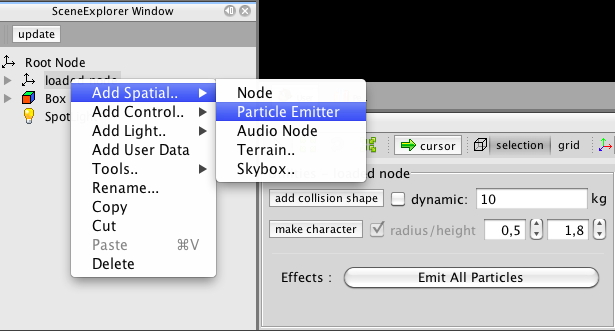 SceneExplorer Window
update
Root Node
loaded node
Box
Spot
Add Spatial..
Add Control..
Add Light..
Add User Data
Tools..
Rename...
Copy
Cut
Paste ⌘V
Delete
Node
Particle Emitter
Audio Node
Terrain..
Skybox..
cursor selection grid
loaded node
add collision shape dynamic: 10 kg
make character radius/height 0,5 1,8
Effects : Emit All Particles